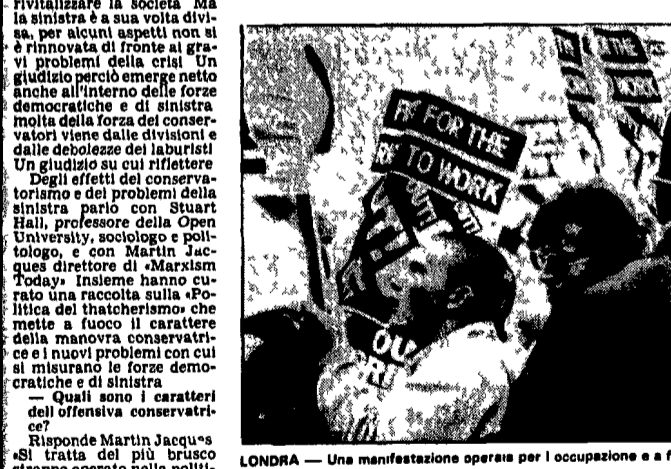 rivitalizzare la società Ma
la sinistra è a sua volta divi-
sa, per alcuni aspetti non si
è rinnovata di fronte ai gra-
vi problemi della crisi Un
giudizio perciò emerge netto
anche all'interno delle forze
democratiche e di sinistra
molta della forza dei conser-
vatori viene dalle divisioni e
dalle debolezze dei laburisti
Un giudizio su cui riflettere
Degli effetti del conserva-
torismo e dei problemi della
sinistra parlo con Stuart
Hall, professore della Open
University, sociologo e poli-
tologo, e con Martin Jac-
ques direttore di «Marxism
Today» Insieme hanno cu-
rato una raccolta sulla «Po-
litica del thatcherismo» che
mette a fuoco il carattere
della manovra conservatri-
ce e i nuovi problemi con cui
si misurano le forze demo-
cratiche e di sinistra
— Quali sono i caratteri
dell offensiva conservatri-
ce?
Risponde Martin Jacques
«Si tratta del più brusco
operato nella politi-
FOR THE
TO WORK
OUT
THE
WORK
LONDRA — Una manifestazione operaia per l occupazione e a